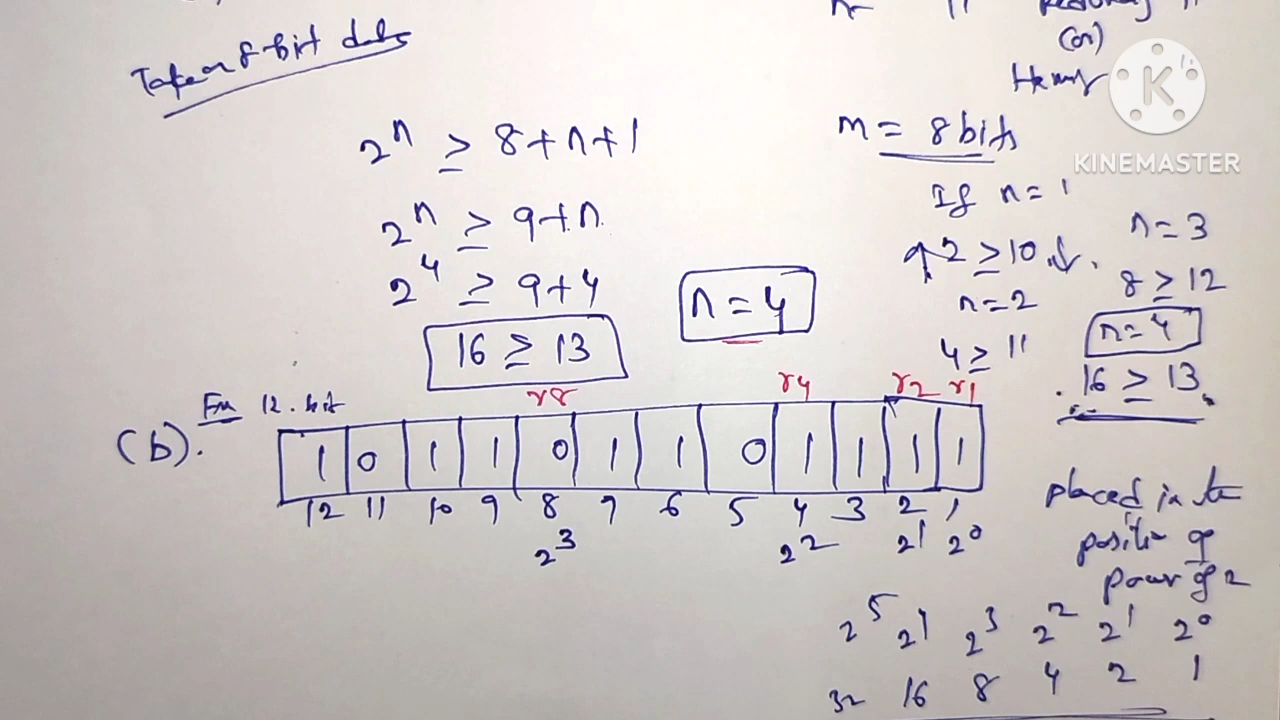 Take 8 bit data
(or)
2^n ≥ 8+n+1
2^n ≥ 9+n
2^4 ≥ 9+4
16 ≥ 13
n = 4
m = 8 bits
If n = 1
2 ≥ 10
n = 2
4 ≥ 11
n = 3
8 ≥ 12
n = 4
16 ≥ 13
K
KINEMASTER
12 bit
r8 r4 r2 r1
(b).
1 0 1 1 0 1 1 0 1 1 1 1
12 11 10 9 8 7 6 5 4 3 2 1
2^3 2^2 2^1 2^0
placed in the
position of
power of 2
2^5 2^4 2^3 2^2 2^1 2^0
32 16 8 4 2 1